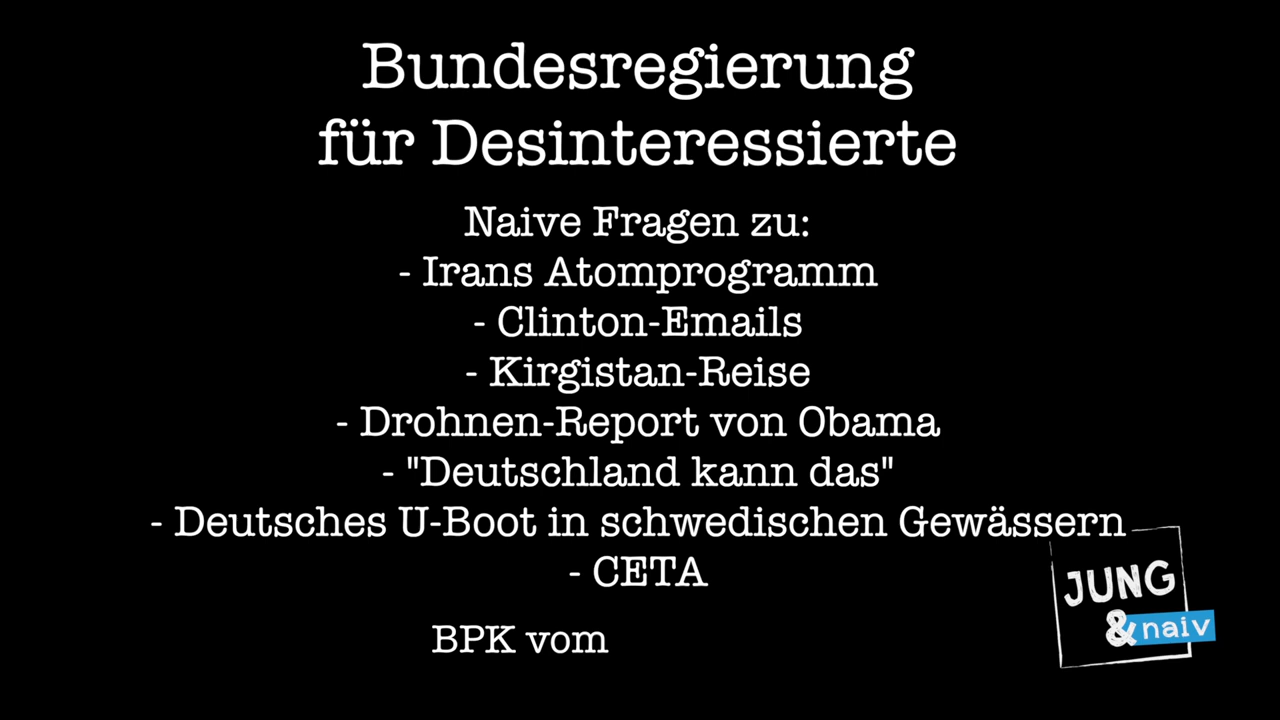 Bundesregierung
für Desinteressierte
Naive Fragen zu:
- Irans Atomprogramm
- Clinton-Emails
- Kirgistan-Reise
- Drohnen-Report von Obama
- "Deutschland kann das"
- Deutsches U-Boot in schwedischen Gewässern
- CETA
BPK vom
JUNG
& naiv